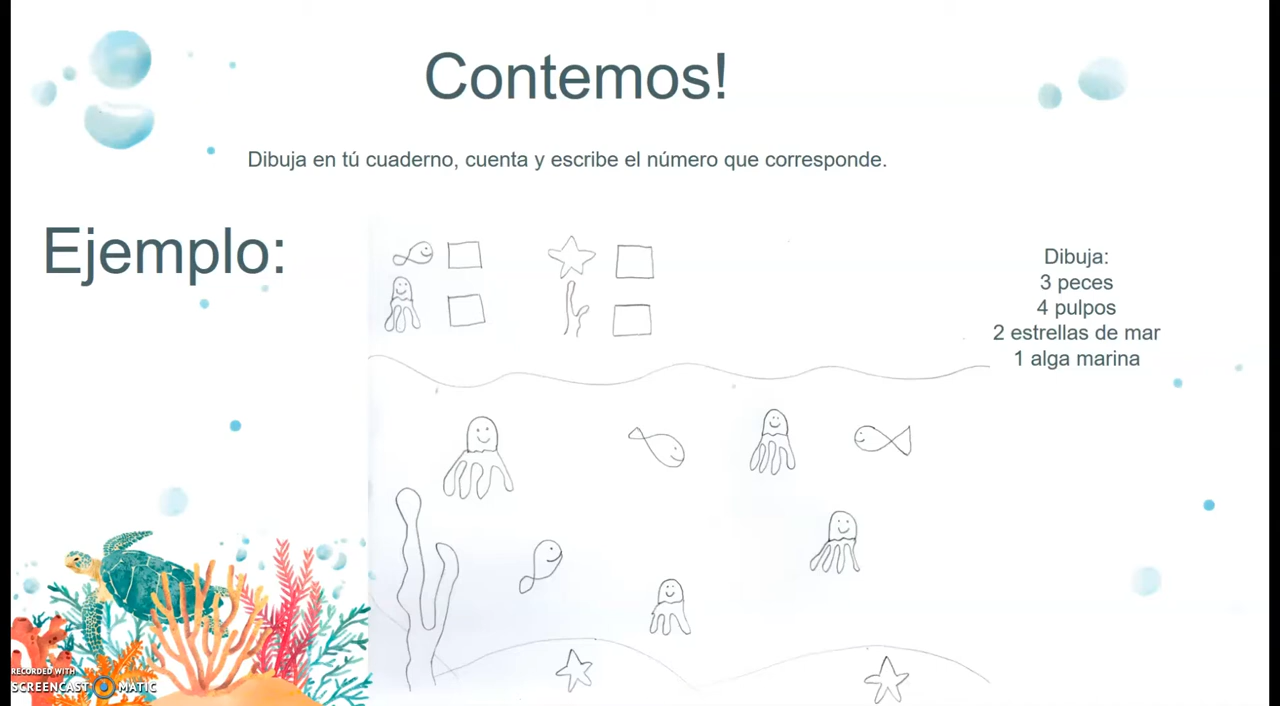 Contemos!
Dibuja en tú cuaderno, cuenta y escribe el número que corresponde.
Ejemplo:
Dibuja:
3 peces
4 pulpos
2 estrellas de mar
1 alga marina
RECORDED WITH
SCREENCAST MATIC